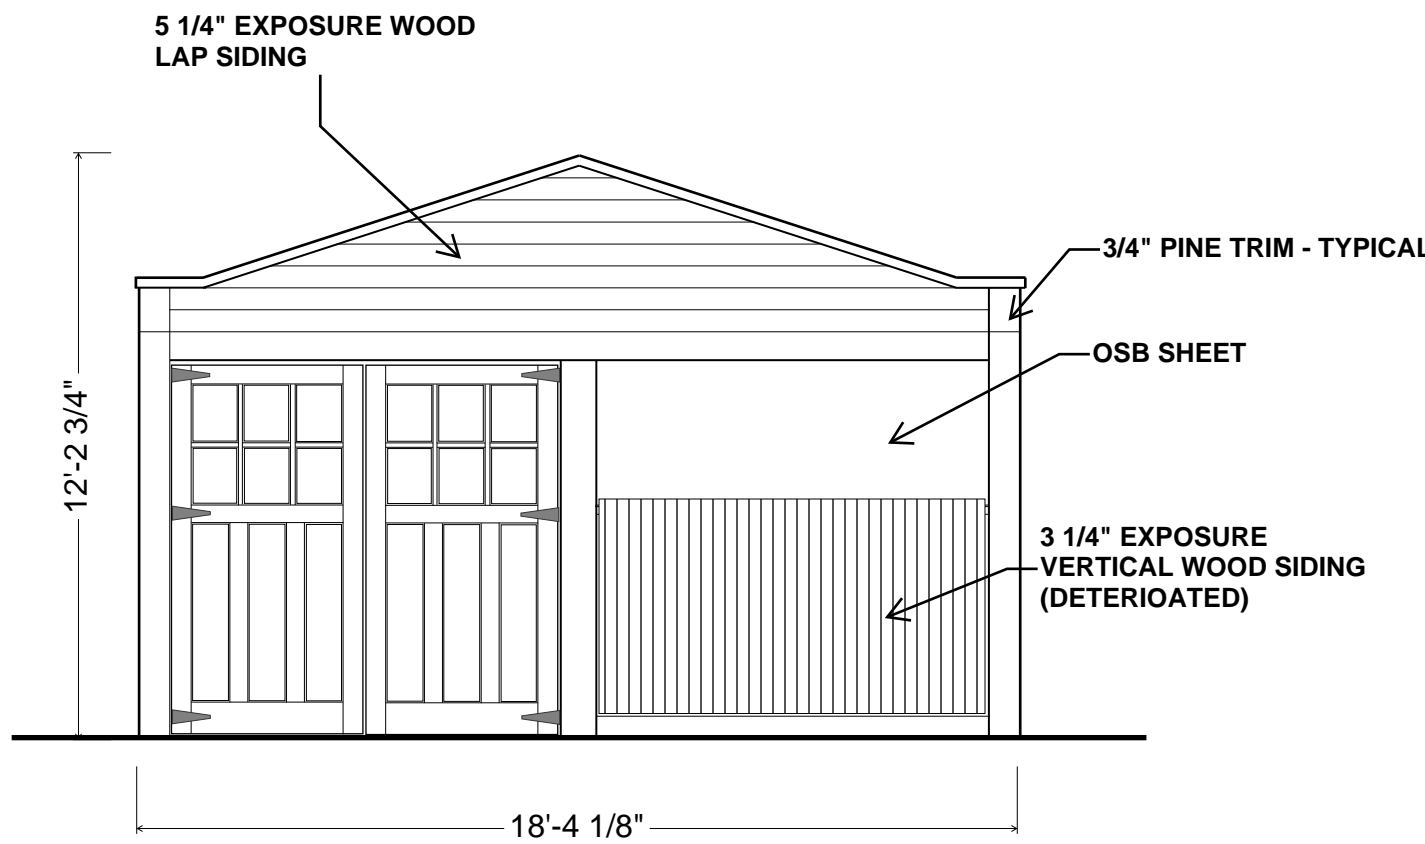 5 1/4" EXPOSURE WOOD
LAP SIDING
3/4" PINE TRIM - TYPICAL
OSB SHEET
12'-2 3/4"
3 1/4" EXPOSURE
VERTICAL WOOD SIDING
(DETERIOATED)
18'-4 1/8"